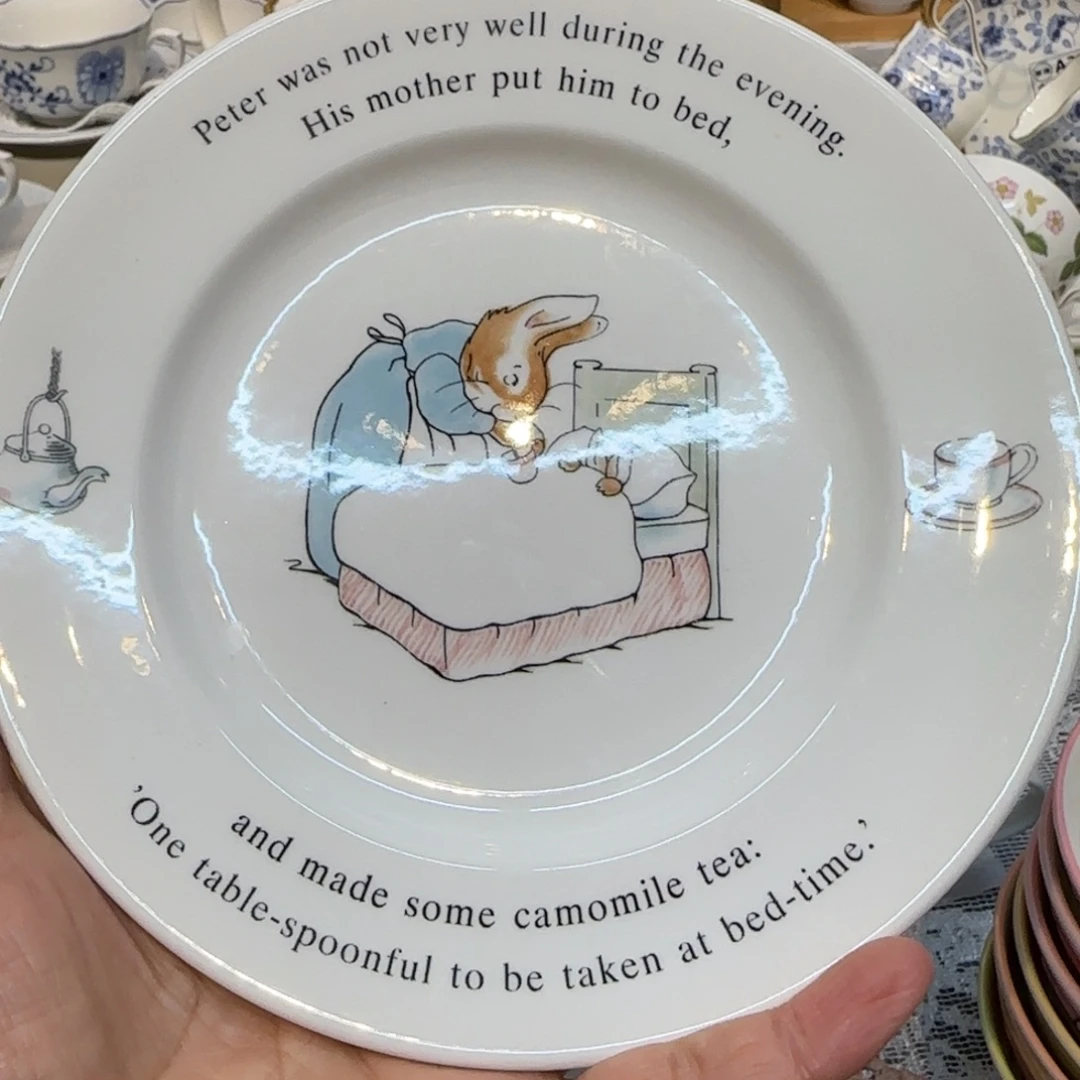 Peter was not very well during the evening.
His mother put him to bed,
and made some camomile tea:
'One table-spoonful to be taken at bed-time.'